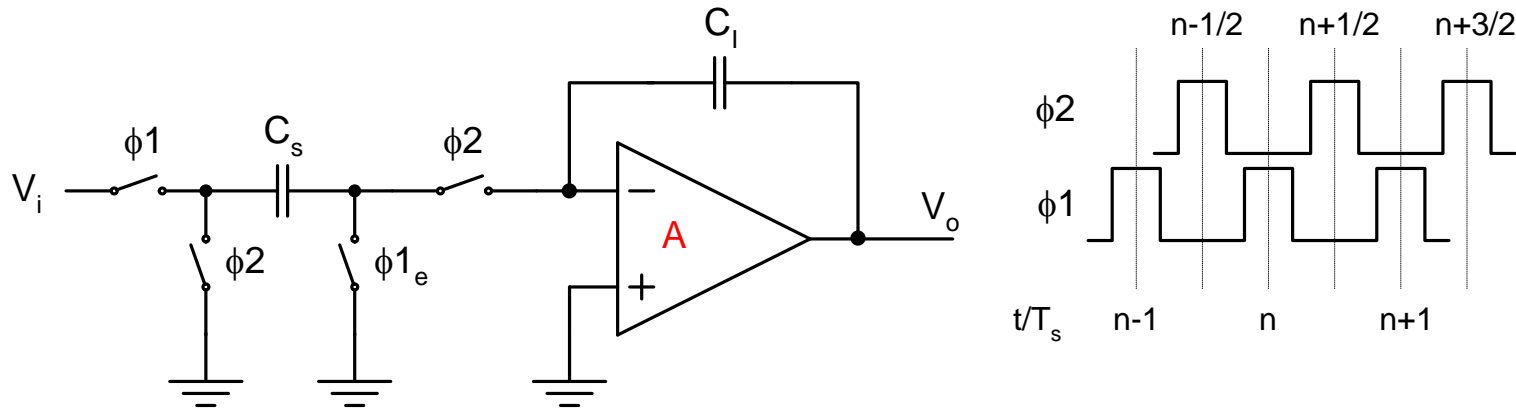 C_I
n-1/2 n+1/2 n+3/2
ϕ2
ϕ1
C_s
ϕ2
V_i
−
A
V_o
ϕ1
ϕ2
ϕ1_e
+
t/T_s n-1 n n+1